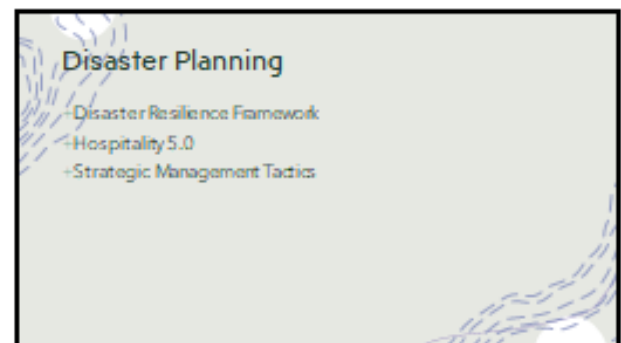 Disaster Planning
+Disaster Resilience Framework
+Hospitality 5.0
+Strategic Management Tactics